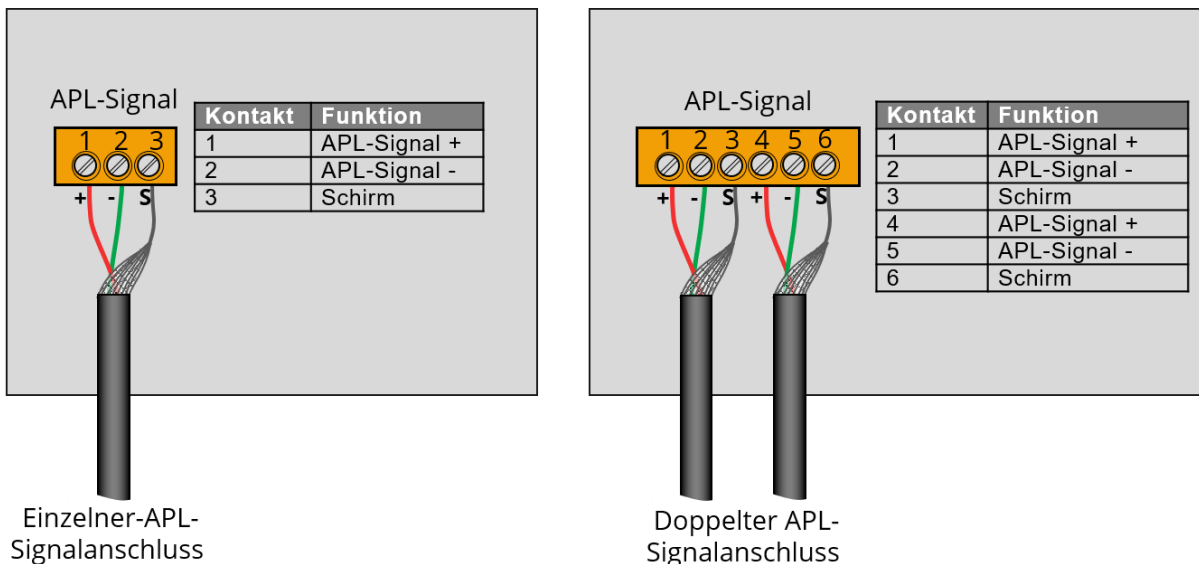 APL-Signal
1 2 3
+ - S
Kontakt Funktion
1 APL-Signal +
2 APL-Signal -
3 Schirm
Einzelner-APL-
Signalanschluss
APL-Signal
1 2 3 4 5 6
+ - S + - S
Kontakt Funktion
1 APL-Signal +
2 APL-Signal -
3 Schirm
4 APL-Signal +
5 APL-Signal -
6 Schirm
Doppelter APL-
Signalanschluss